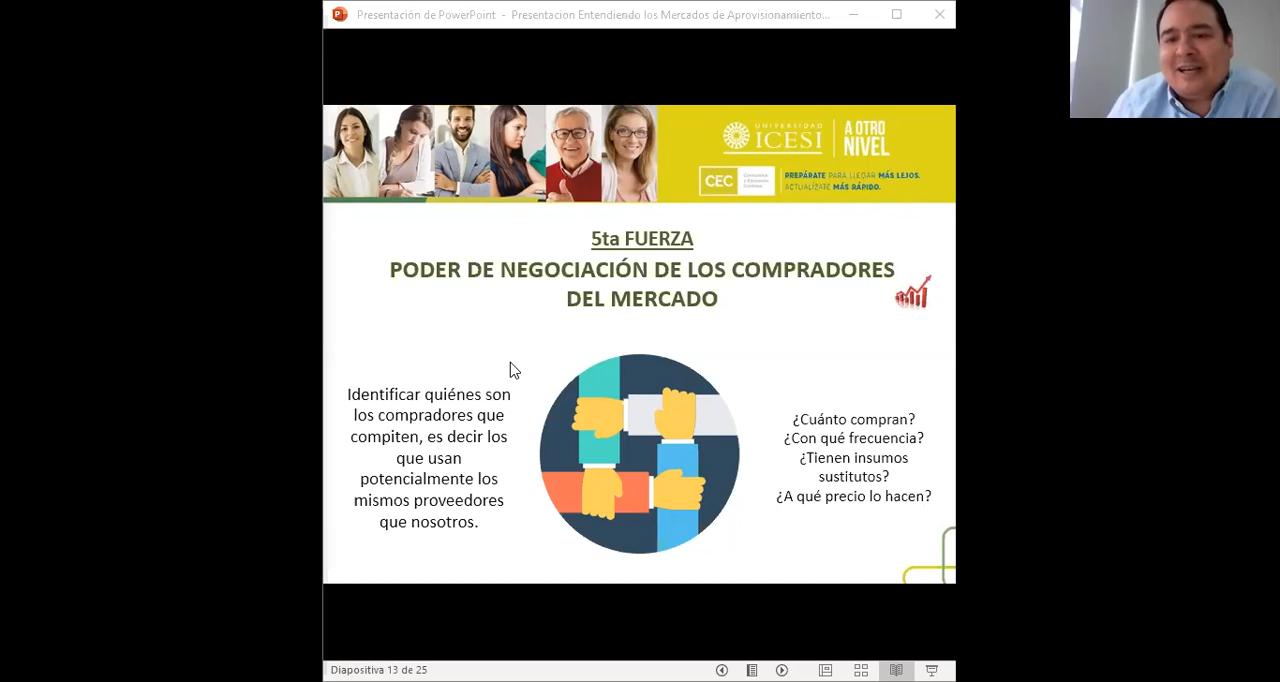 Presentación de PowerPoint - Presentacion Entendiendo los Mercados de Aprovisionamiento...
UNIVERSIDAD
ICESI
A OTRO
NIVEL
CEC
PREPÁRATE PARA LLEGAR MÁS LEJOS.
ACTUALÍZATE MÁS RÁPIDO.
5ta FUERZA
PODER DE NEGOCIACIÓN DE LOS COMPRADORES
DEL MERCADO
Identificar quiénes son
los compradores que
compiten, es decir los
que usan
potencialmente los
mismos proveedores
que nosotros.
¿Cuánto compran?
¿Con qué frecuencia?
¿Tienen insumos
sustitutos?
¿A qué precio lo hacen?
Diapositiva 13 de 25